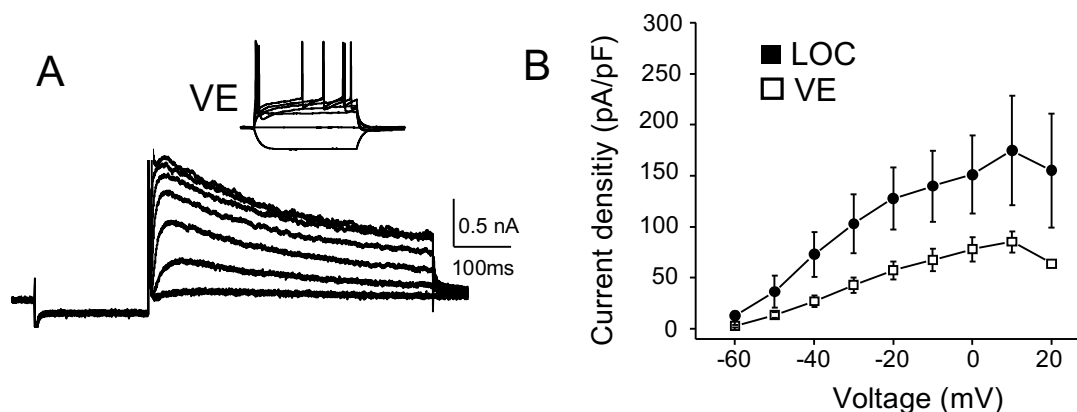 A
VE
0.5 nA
100ms
B
Current densitiy (pA/pF)
300
250
200
150
100
50
0
LOC
VE
-60
-40
-20
0
20
Voltage (mV)